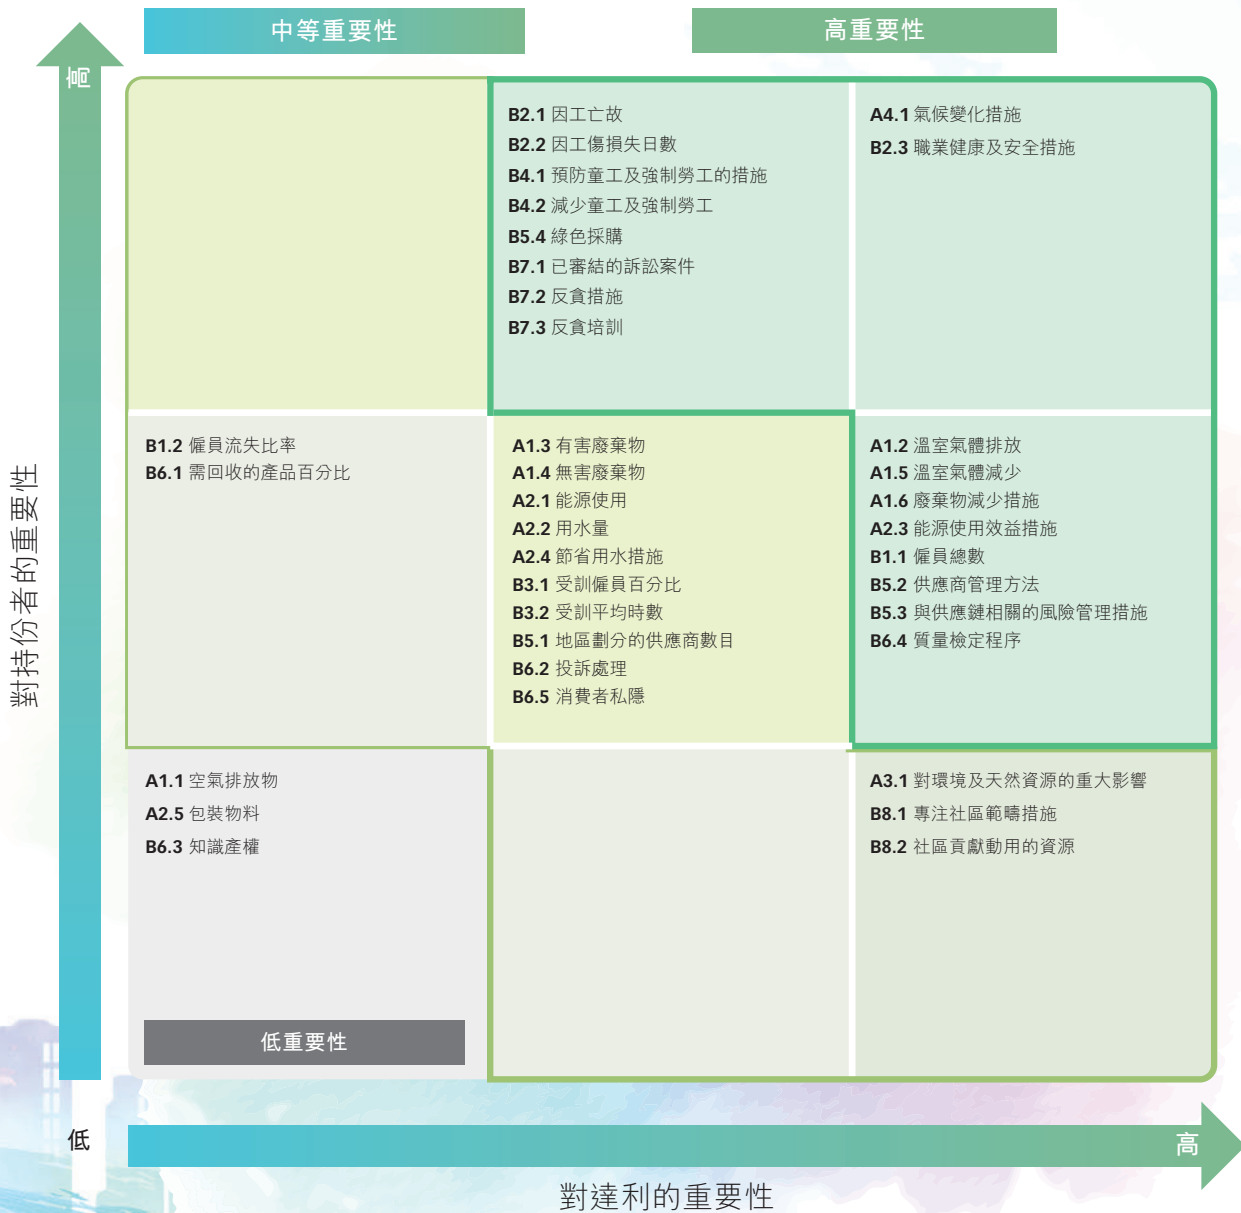 中等重要性
高重要性
高
對持份者的重要性
B2.1 因工亡故
B2.2 因工傷損失日數
B4.1 預防童工及強制勞工的措施
B4.2 減少童工及強制勞工
B5.4 綠色採購
B7.1 已審結的訴訟案件
B7.2 反貪措施
B7.3 反貪培訓
A4.1 氣候變化措施
B2.3 職業健康及安全措施
B1.2 僱員流失比率
B6.1 需回收的產品百分比
A1.3 有害廢棄物
A1.4 無害廢棄物
A2.1 能源使用
A2.2 用水量
A2.4 節省用水措施
B3.1 受訓僱員百分比
B3.2 受訓平均時數
B5.1 地區劃分的供應商數目
B6.2 投訴處理
B6.5 消費者私隱
A1.2 溫室氣體排放
A1.5 溫室氣體減少
A1.6 廢棄物減少措施
A2.3 能源使用效益措施
B1.1 僱員總數
B5.2 供應商管理方法
B5.3 與供應鏈相關的風險管理措施
B6.4 質量檢定程序
A1.1 空氣排放物
A2.5 包裝物料
B6.3 知識產權
A3.1 對環境及天然資源的重大影響
B8.1 專注社區範疇措施
B8.2 社區貢獻動用的資源
低重要性
低
高
對達利的重要性